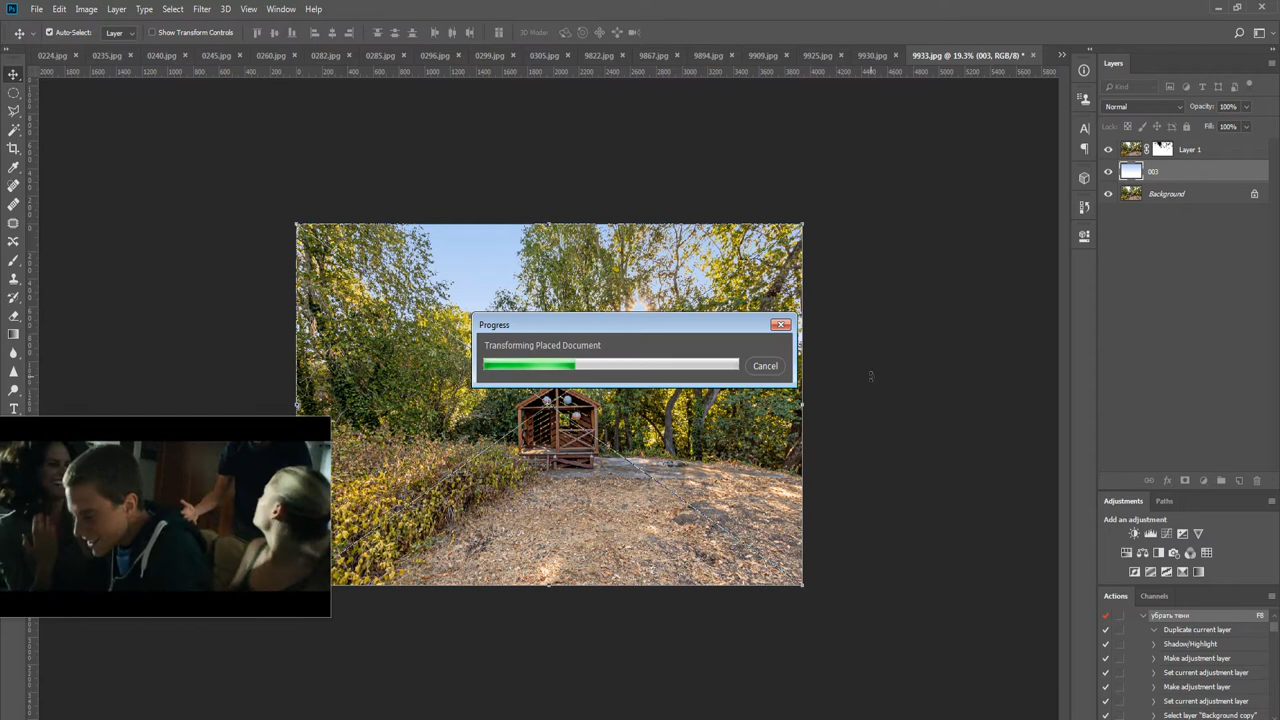 Ps File Edit Image Layer Type Select Filter 3D View Window Help
Auto-Select: Layer Show Transform Controls 3D Mode:
0224.jpg 0235.jpg 0240.jpg 0260.jpg 0282.jpg 0285.jpg 0296.jpg 0299.jpg 0305.jpg 9822.jpg 9867.jpg 9894.jpg 9909.jpg 9925.jpg 9930.jpg 9933.jpg @ 19.3% (003, RGB/8) *
Layers
Kind
Normal Opacity: 100%
Lock: Fill: 100%
Layer 1
003
Background
Progress
Transforming Placed Document
Cancel
Adjustments Paths
Add an adjustment
Actions Channels
убрать тени F8
Duplicate current layer
Shadow/Highlight
Make adjustment layer
Set current adjustment layer
Make adjustment layer
Set current adjustment layer
Select layer "Background copy"